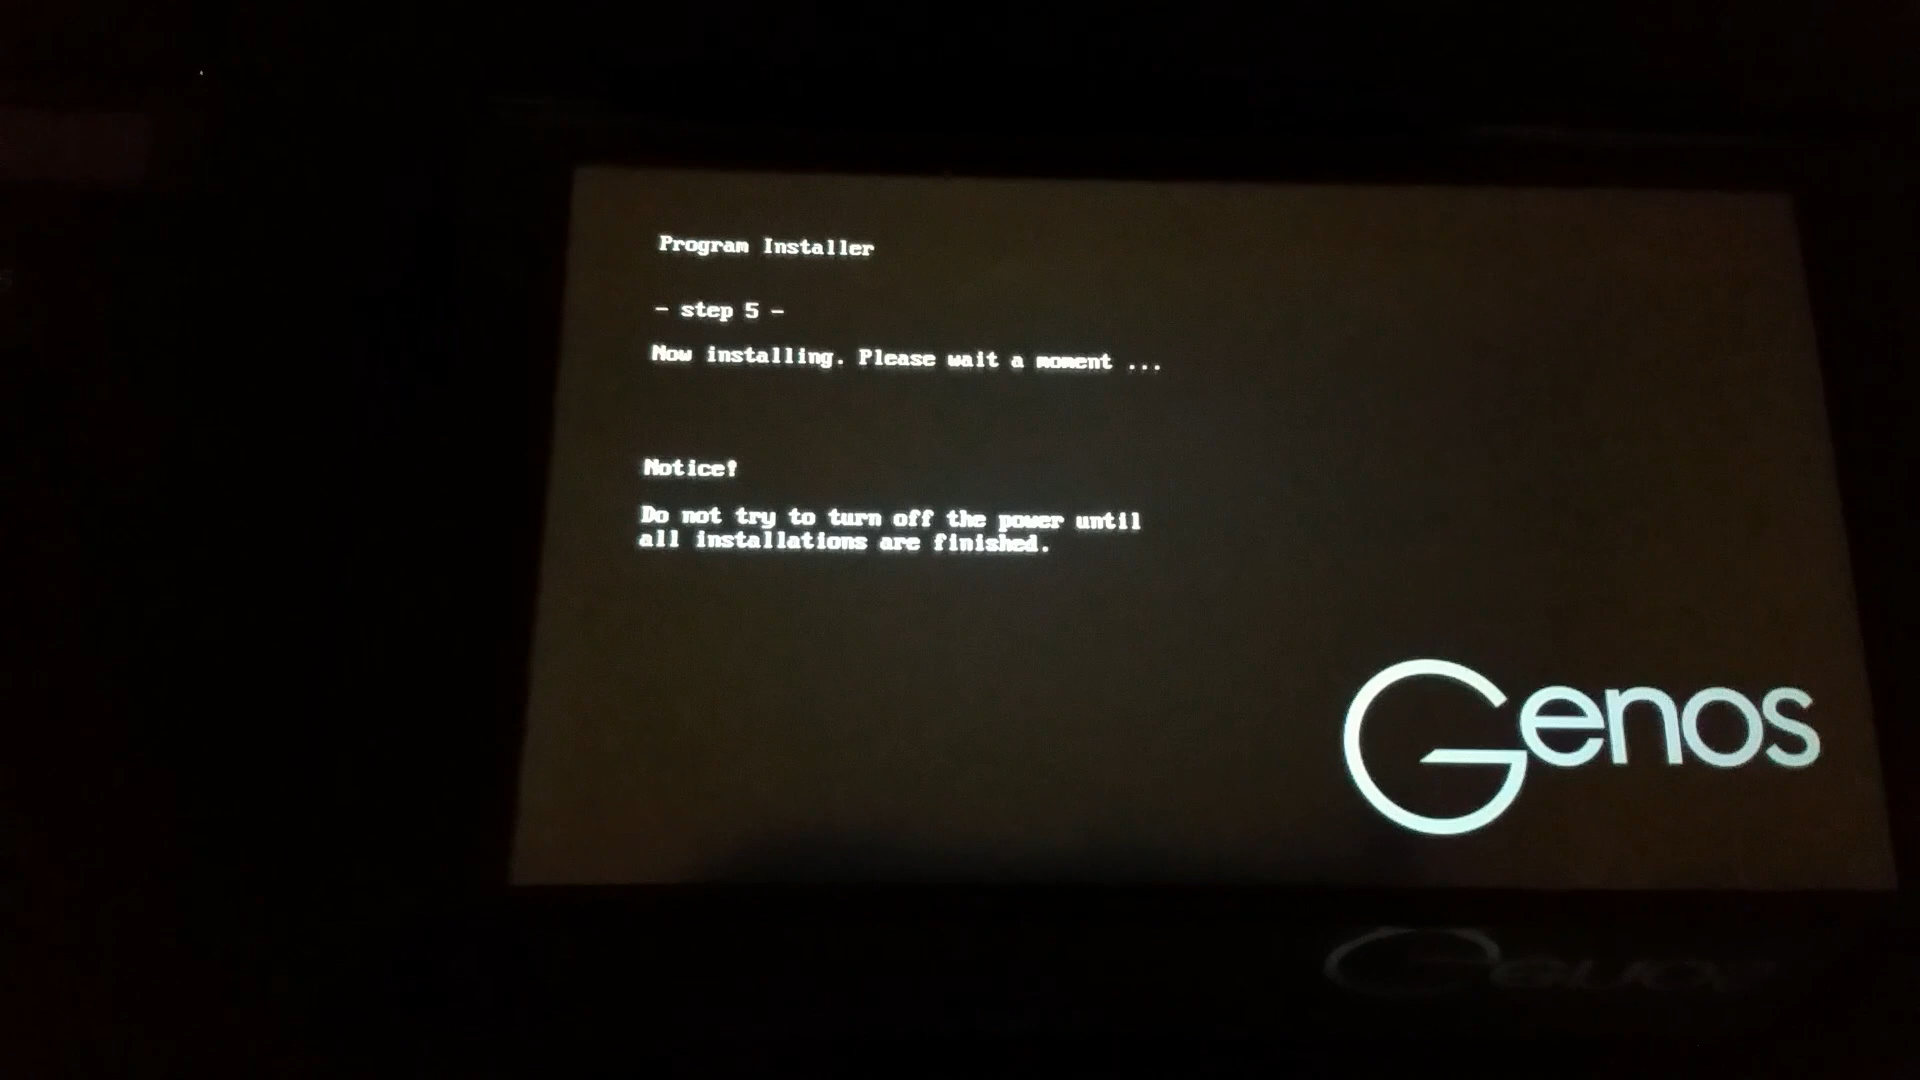 Program Installer
- step 5 -
Now installing. Please wait a moment ...
Notice!
Do not try to turn off the power until
all installations are finished.
Genos